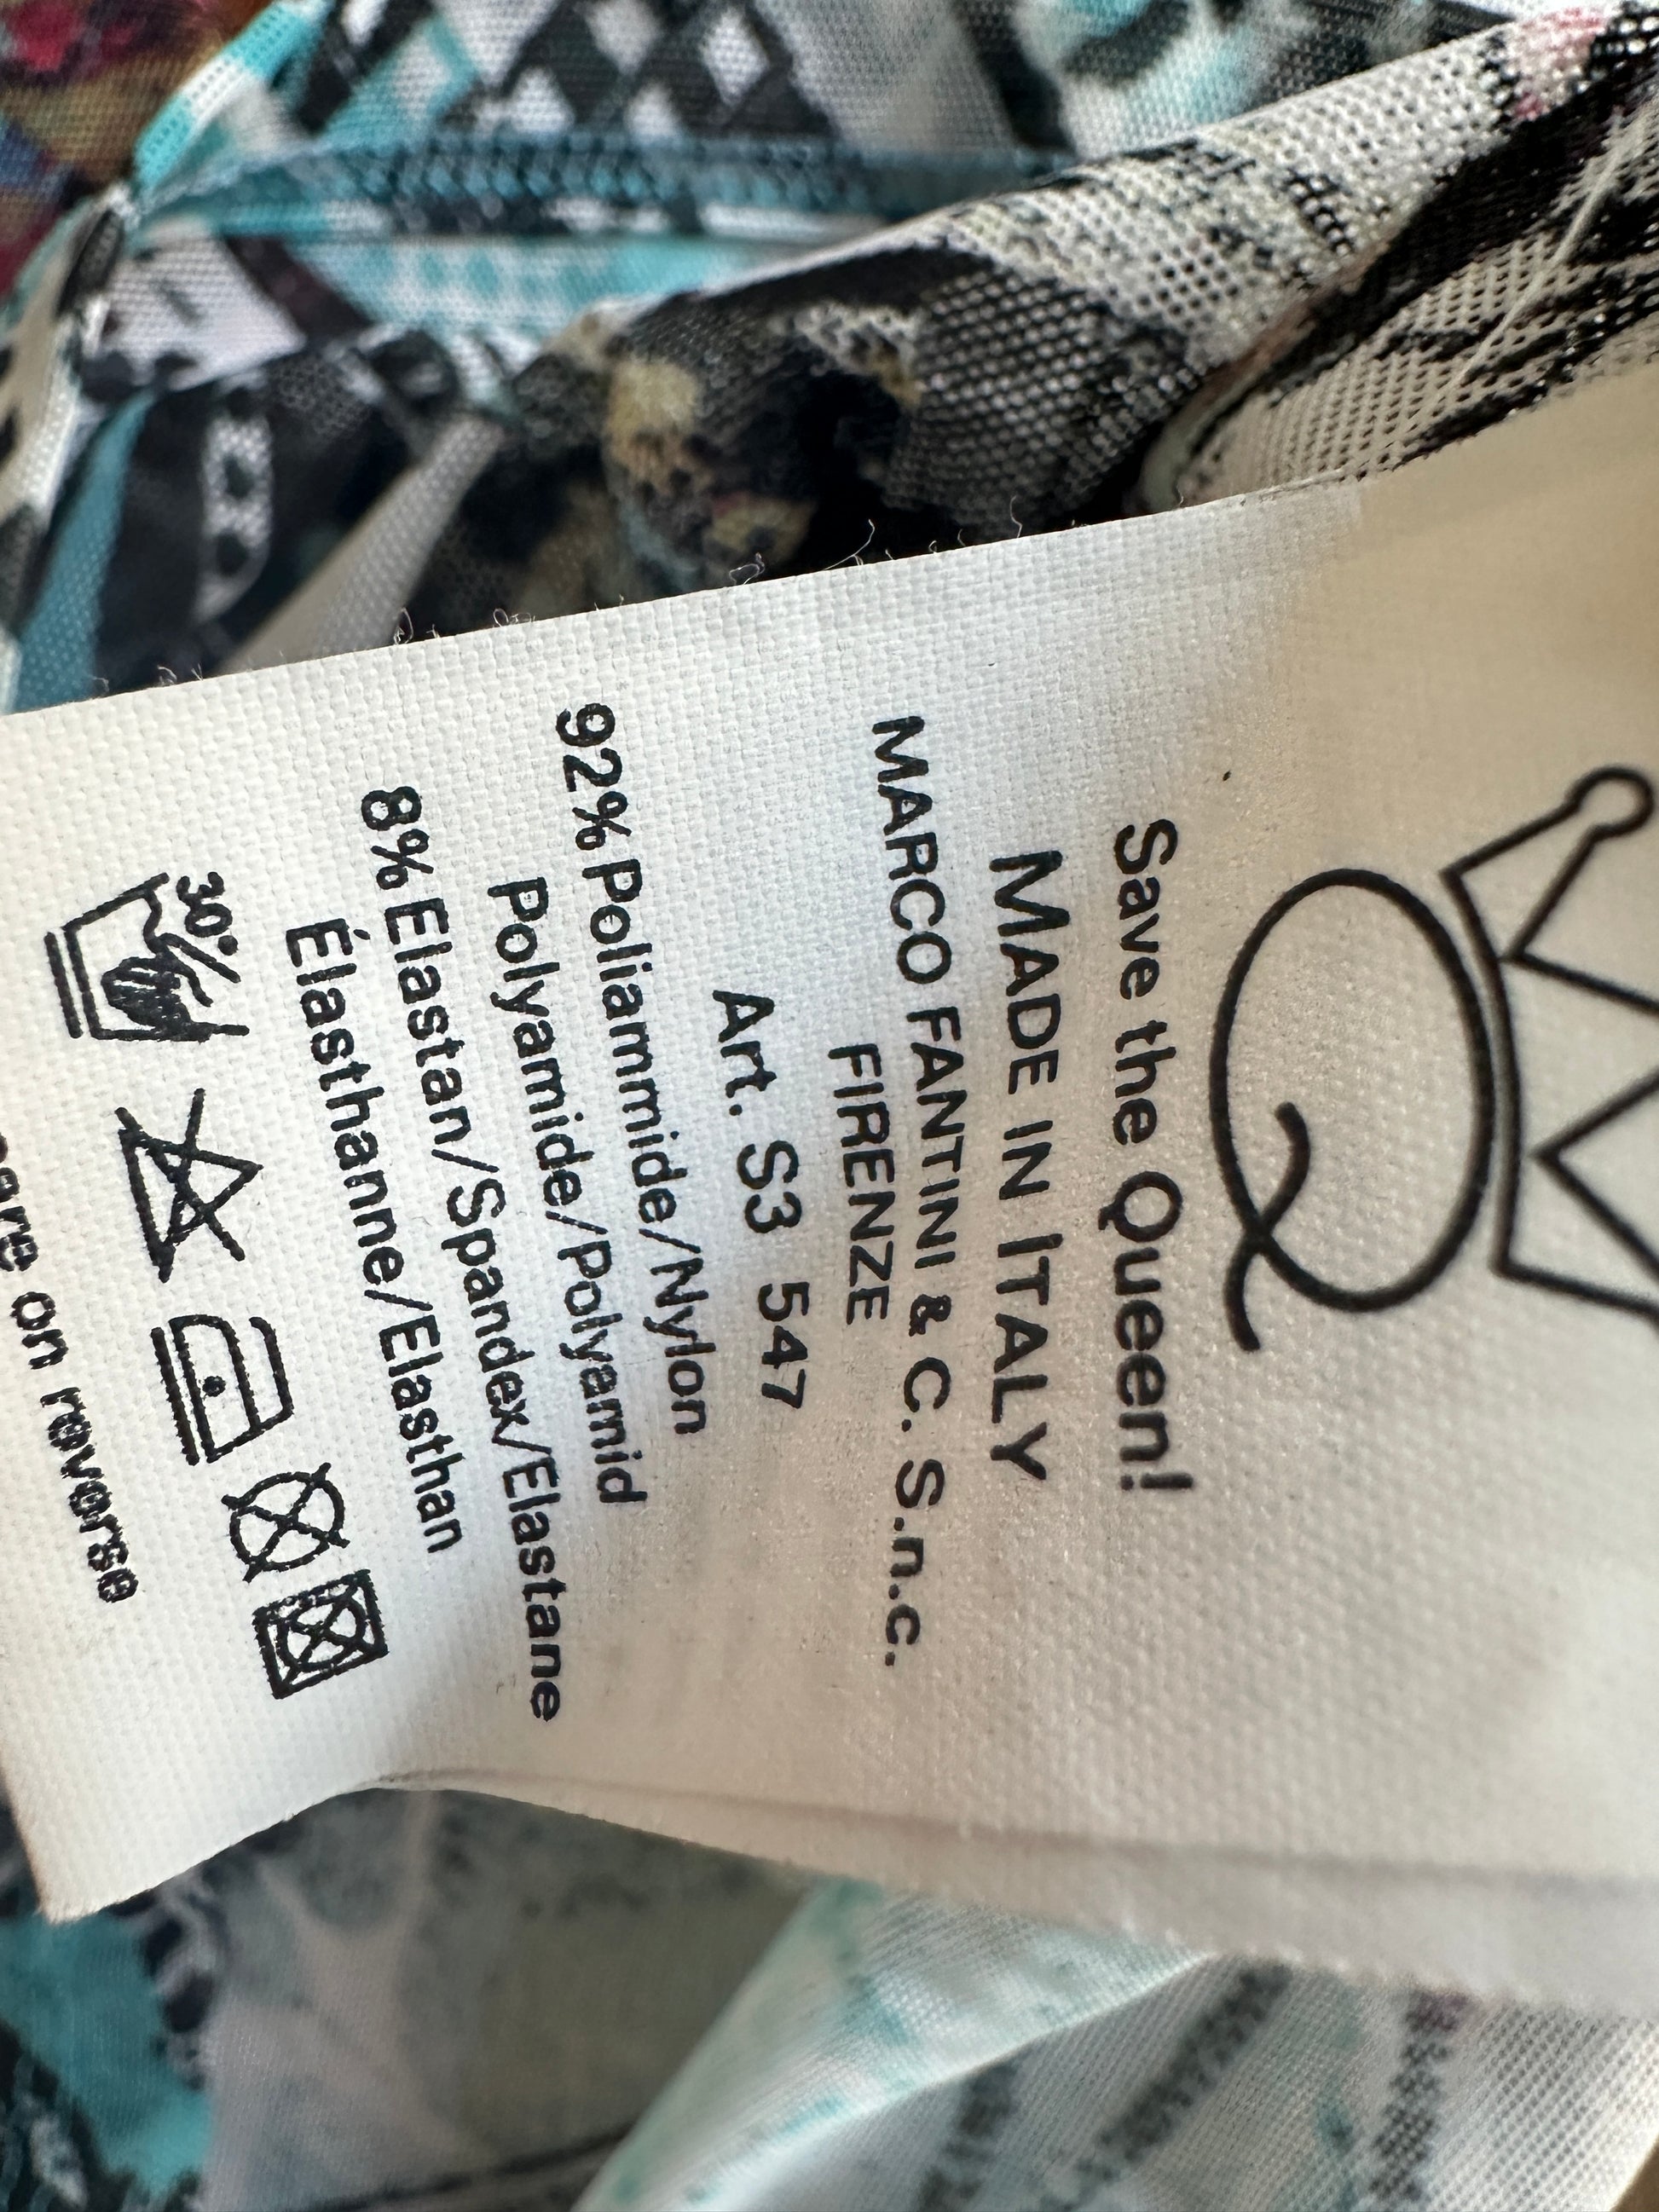 Q
Save the Queen!
MADE IN ITALY
MARCO FANTINI & C. S.n.c.
FIRENZE
Art. S3 547
92% Poliammide/Nylon
Polyamide/Polyamid
8% Elastan/Spandex/Elastane
Élasthanne/Elasthan
30°
on reverse